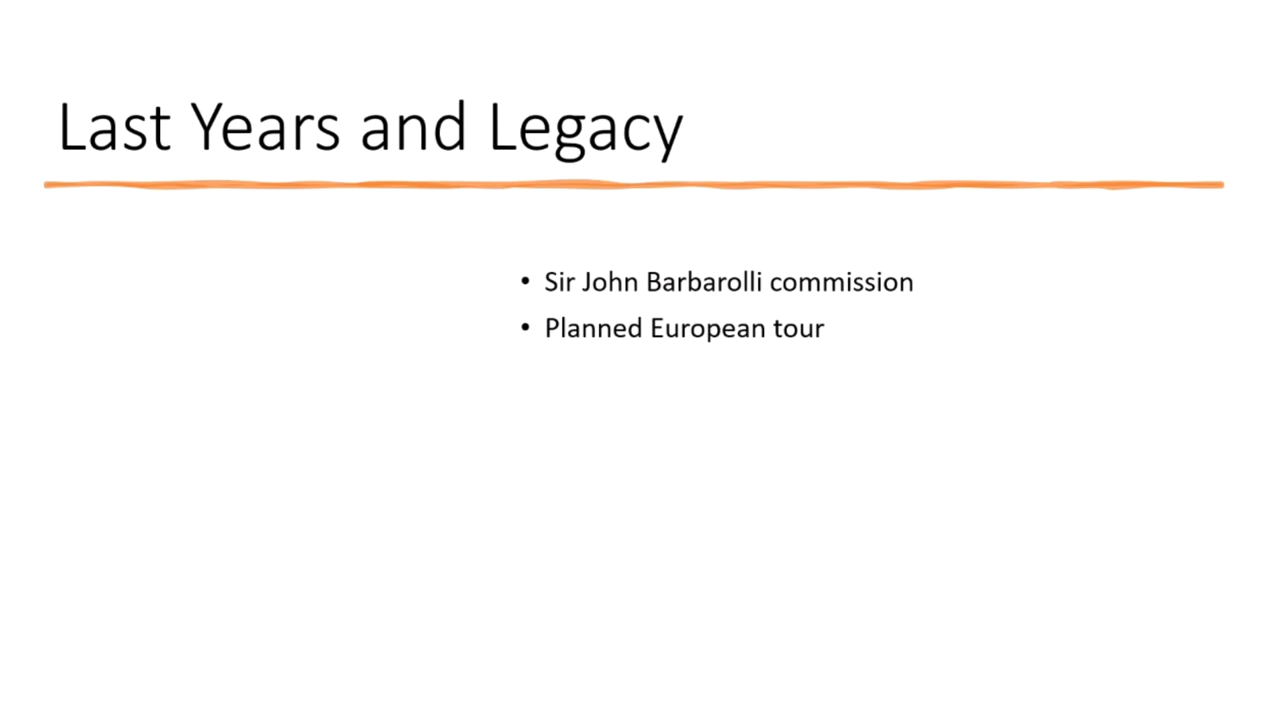 Last Years and Legacy
• Sir John Barbarolli commission
• Planned European tour